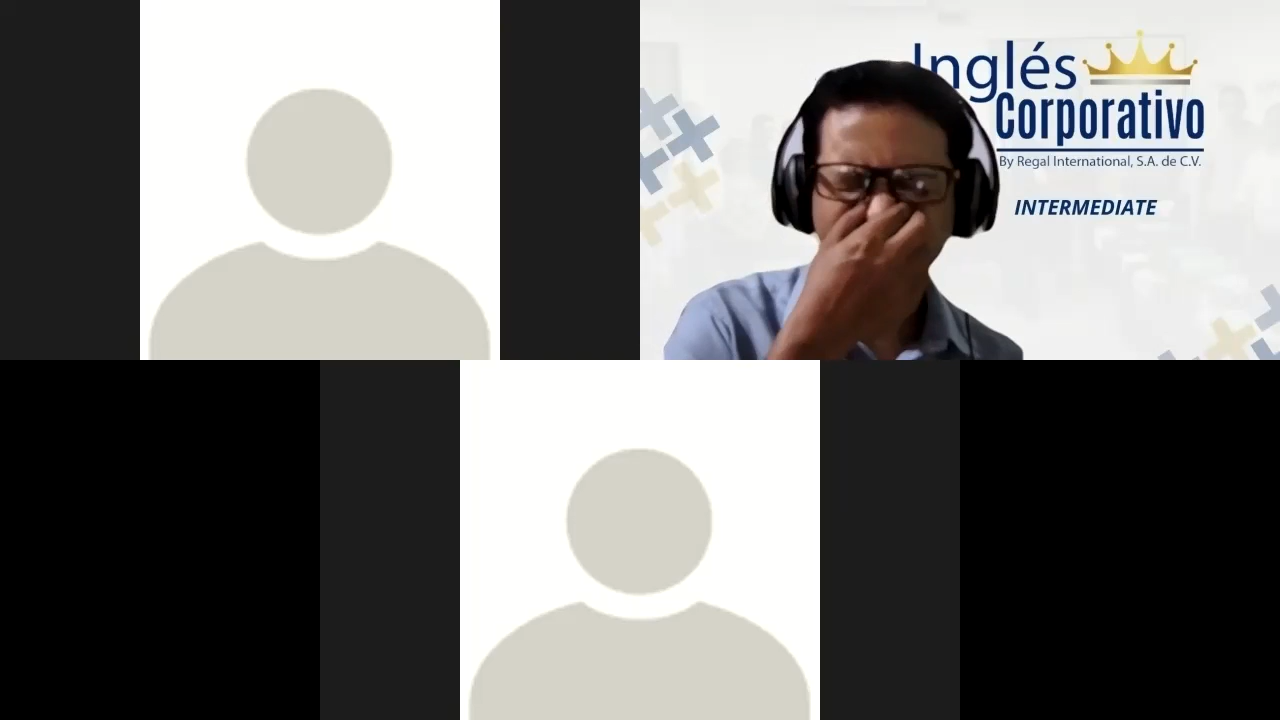 Inglés
Corporativo
By Regal International, S.A. de C.V.
INTERMEDIATE